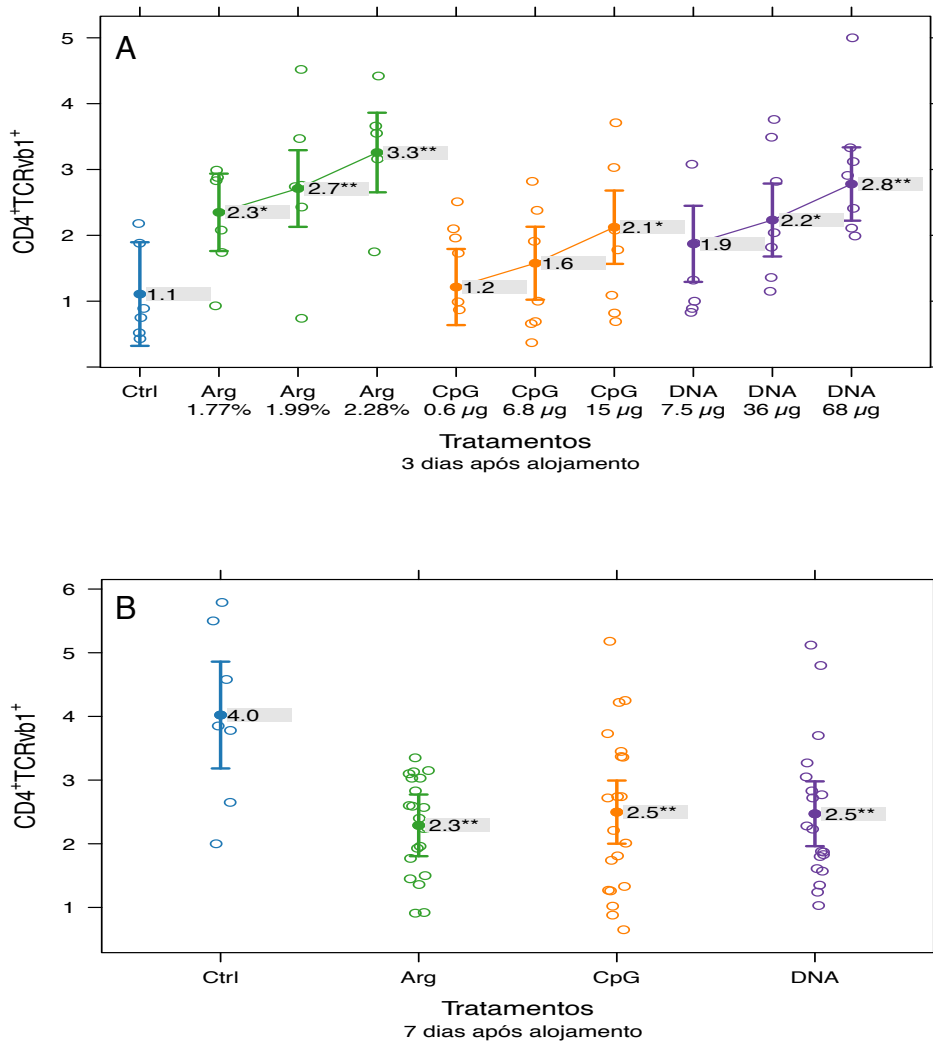 A
CD4+TCRvb1+
5
4
3
2
1
1.1
2.3*
2.7**
3.3**
1.2
1.6
2.1*
1.9
2.2*
2.8**
Ctrl Arg Arg Arg CpG CpG CpG DNA DNA DNA
1.77% 1.99% 2.28% 0.6 µg 6.8 µg 15 µg 7.5 µg 36 µg 68 µg
Tratamentos
3 dias após alojamento
B
CD4+TCRvb1+
6
5
4
3
2
1
4.0
2.3**
2.5**
2.5**
Ctrl Arg CpG DNA
Tratamentos
7 dias após alojamento